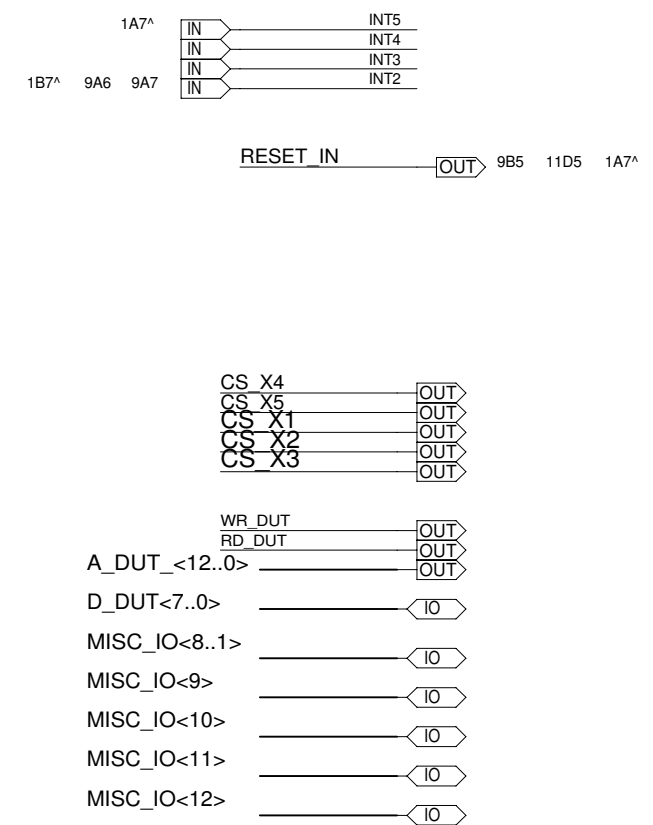 1A7^ IN INT5
IN INT4
IN INT3
1B7^ 9A6 9A7 IN INT2
RESET_IN OUT 9B5 11D5 1A7^
CS_X4 OUT
CS_X5 OUT
CS_X1 OUT
CS_X2 OUT
CS_X3 OUT
WR_DUT OUT
RD_DUT OUT
A_DUT_<12..0> OUT
D_DUT<7..0> IO
MISC_IO<8..1> IO
MISC_IO<9> IO
MISC_IO<10> IO
MISC_IO<11> IO
MISC_IO<12> IO